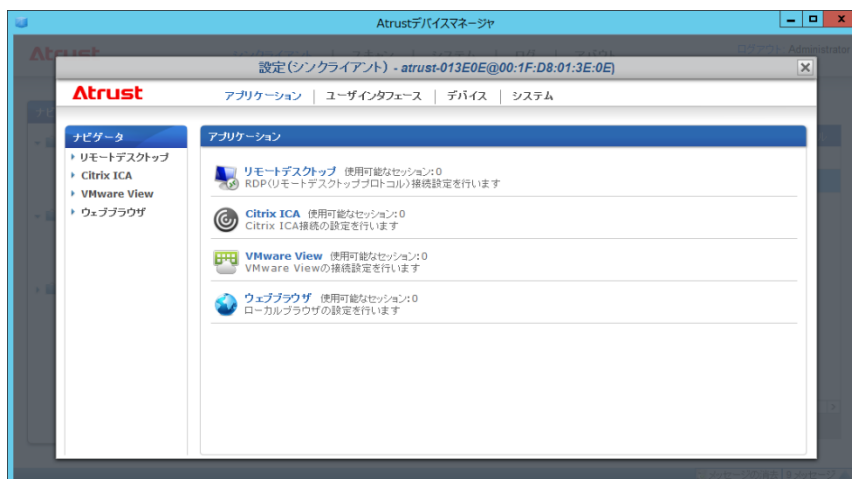 Atrustデバイスマネージャ
ログアウト Administrator
設定(シンクライアント) - atrust-013E0E@00:1F:D8:01:3E:0E)
Atrust
アプリケーション | ユーザインタフェース | デバイス | システム
ナビゲータ
リモートデスクトップ
Citrix ICA
VMware View
ウェブブラウザ
アプリケーション
リモートデスクトップ 使用可能なセッション:0
RDP(リモートデスクトッププロトコル)接続設定を行います
Citrix ICA 使用可能なセッション:0
Citrix ICA接続の設定を行います
VMware View 使用可能なセッション:0
VMware Viewの接続設定を行います
ウェブブラウザ 使用可能なセッション:0
ローカルブラウザの設定を行います